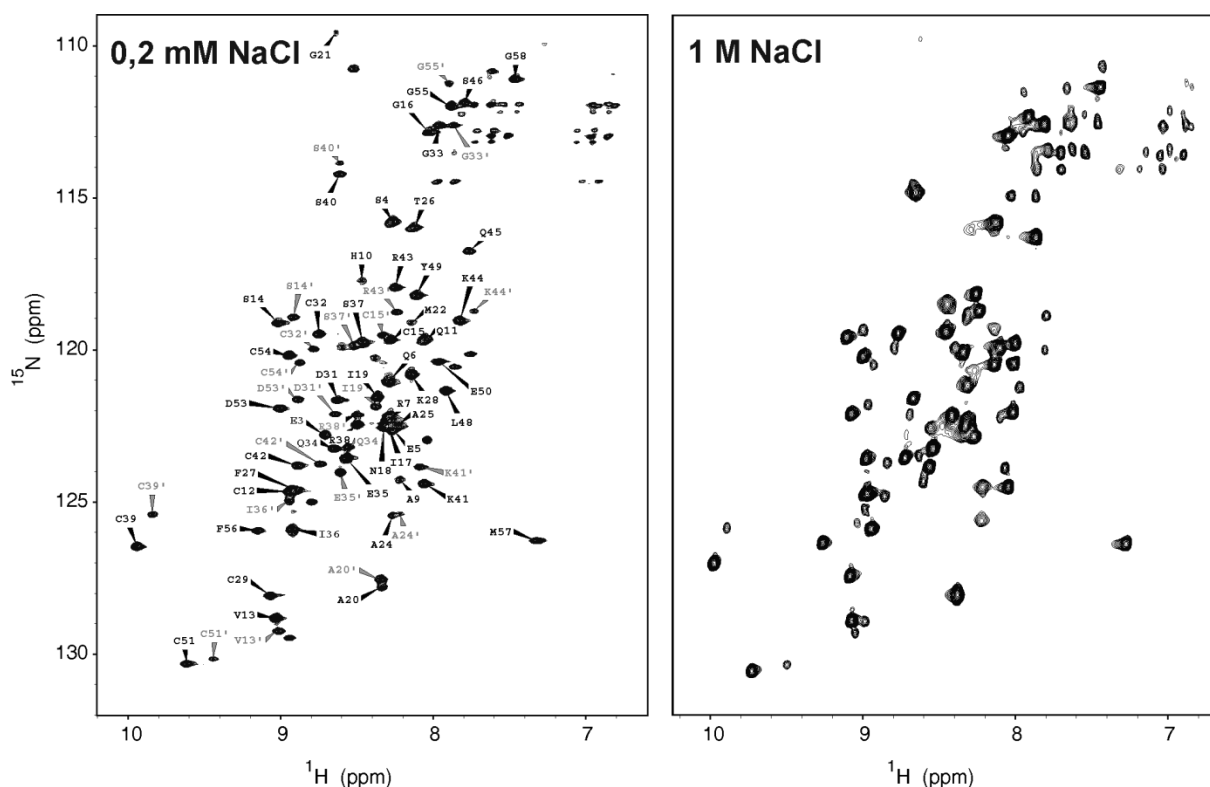 0,2 mM NaCl
1 M NaCl
110
115
120
125
130
15N (ppm)
10
9
8
7
1H (ppm)
10
9
8
7
1H (ppm)
G21
G55'
G58
S46
G55
G16
G33
G33'
S40'
S40
S4
T26
Q45
H10
R43
Y49
K44
K44'
S14'
S14
C32
S37
R43'
M22
S37'
C15'
C15
Q11
C32'
C54
C54'
Q6
D31
I19
E50
D53'
D31'
I19'
K28
D53
R7
A25
L48
E3
R38'
R38
Q34
Q34'
E5
C42'
N18
I17
C42
E35
K41'
F27
E35'
A9
K41
C12
C39'
I36'
C39
F56
I36
A24
A24'
M57
A20'
C29
A20
V13
C51
C51'
V13'